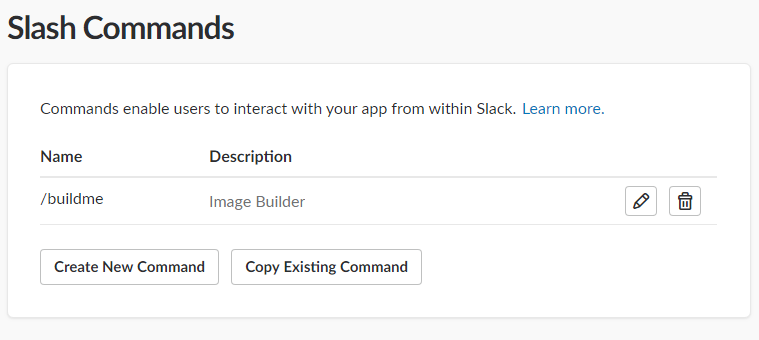 Slash Commands
Commands enable users to interact with your app from within Slack. Learn more.
Name Description
/buildme Image Builder
Create New Command Copy Existing Command